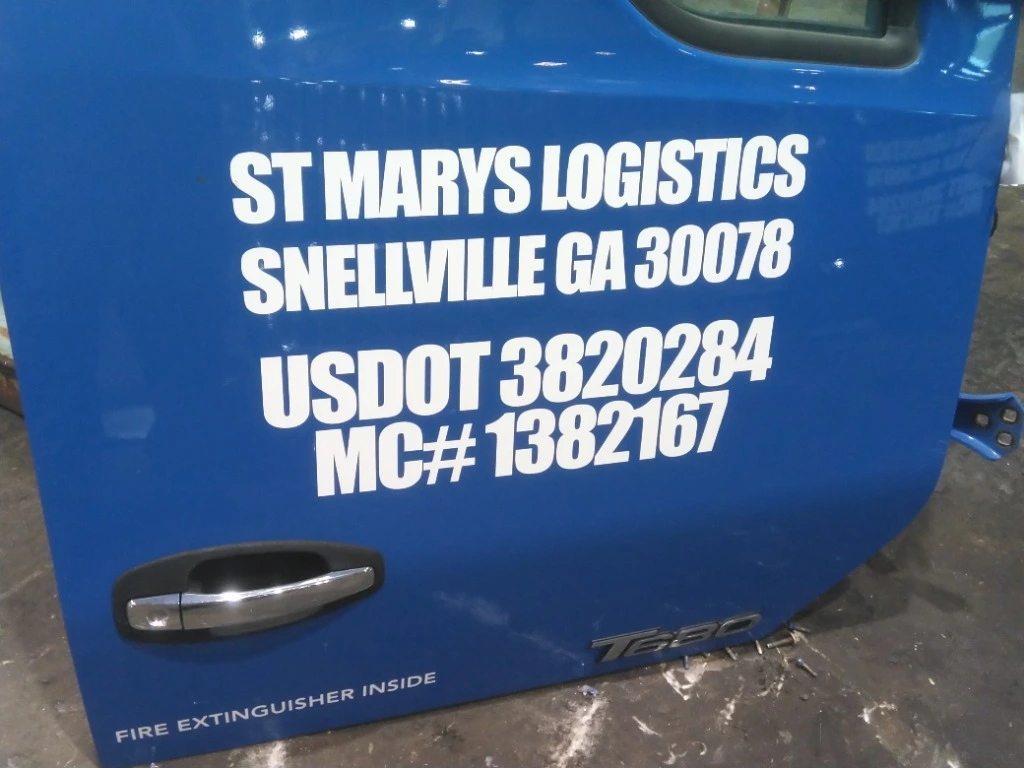 ST MARYS LOGISTICS
SNELLVILLE GA 30078
USDOT 3820284
MC# 1382167
T680
FIRE EXTINGUISHER INSIDE